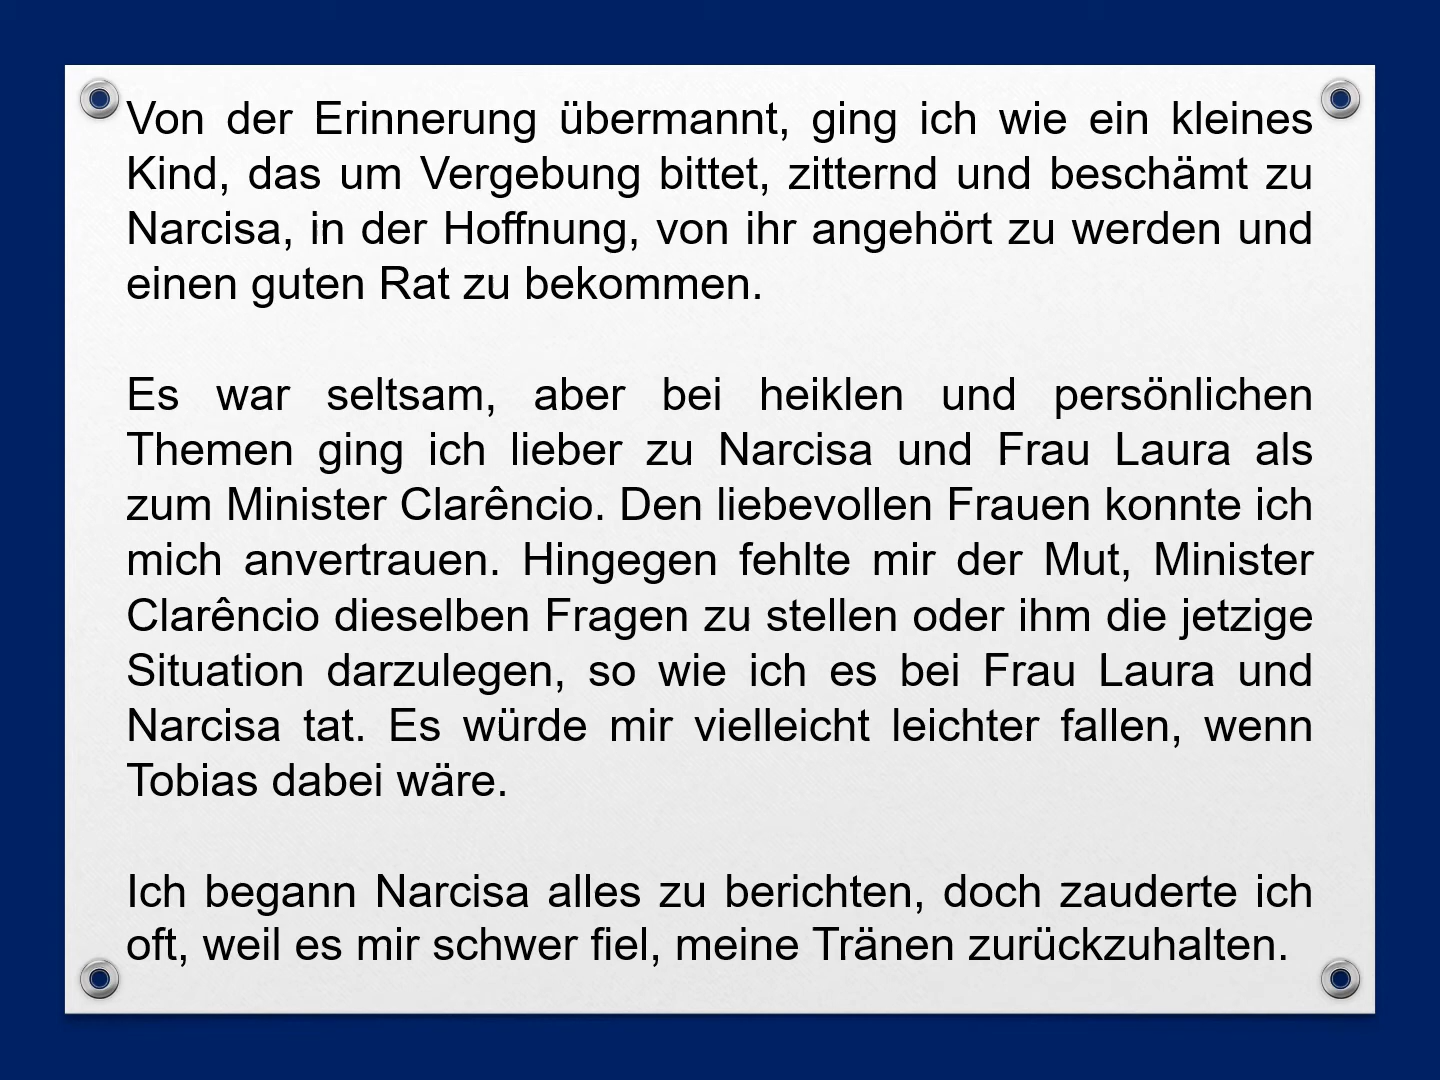 Von der Erinnerung übermannt, ging ich wie ein kleines
Kind, das um Vergebung bittet, zitternd und beschämt zu
Narcisa, in der Hoffnung, von ihr angehört zu werden und
einen guten Rat zu bekommen.
Es war seltsam, aber bei heiklen und persönlichen
Themen ging ich lieber zu Narcisa und Frau Laura als
zum Minister Clarêncio. Den liebevollen Frauen konnte ich
mich anvertrauen. Hingegen fehlte mir der Mut, Minister
Clarêncio dieselben Fragen zu stellen oder ihm die jetzige
Situation darzulegen, so wie ich es bei Frau Laura und
Narcisa tat. Es würde mir vielleicht leichter fallen, wenn
Tobias dabei wäre.
Ich begann Narcisa alles zu berichten, doch zauderte ich
oft, weil es mir schwer fiel, meine Tränen zurückzuhalten.